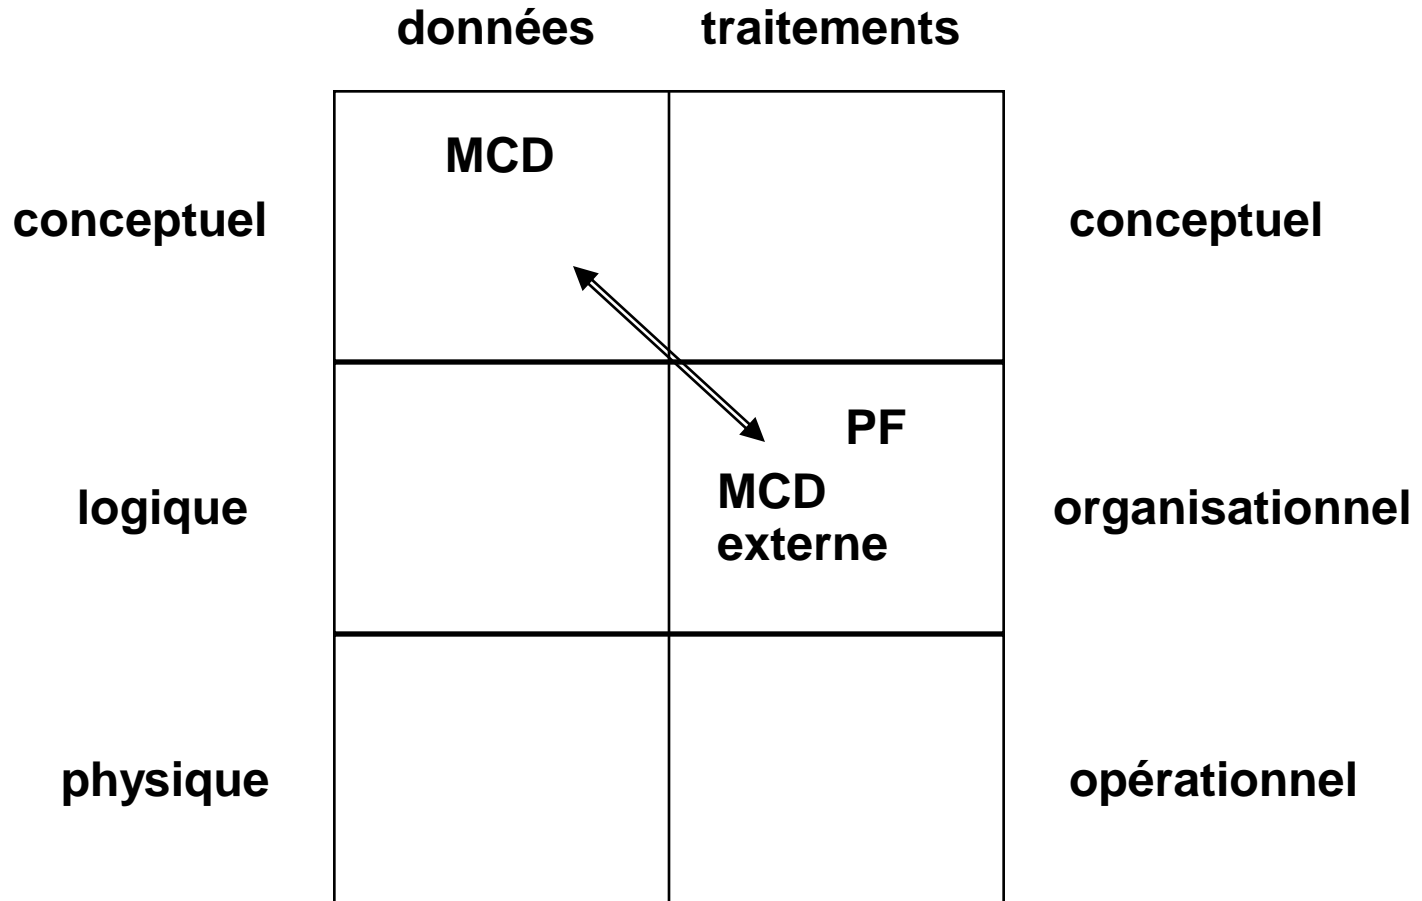 données traitements
MCD
conceptuel conceptuel
PF
MCD
logique organisationnel
externe
physique opérationnel